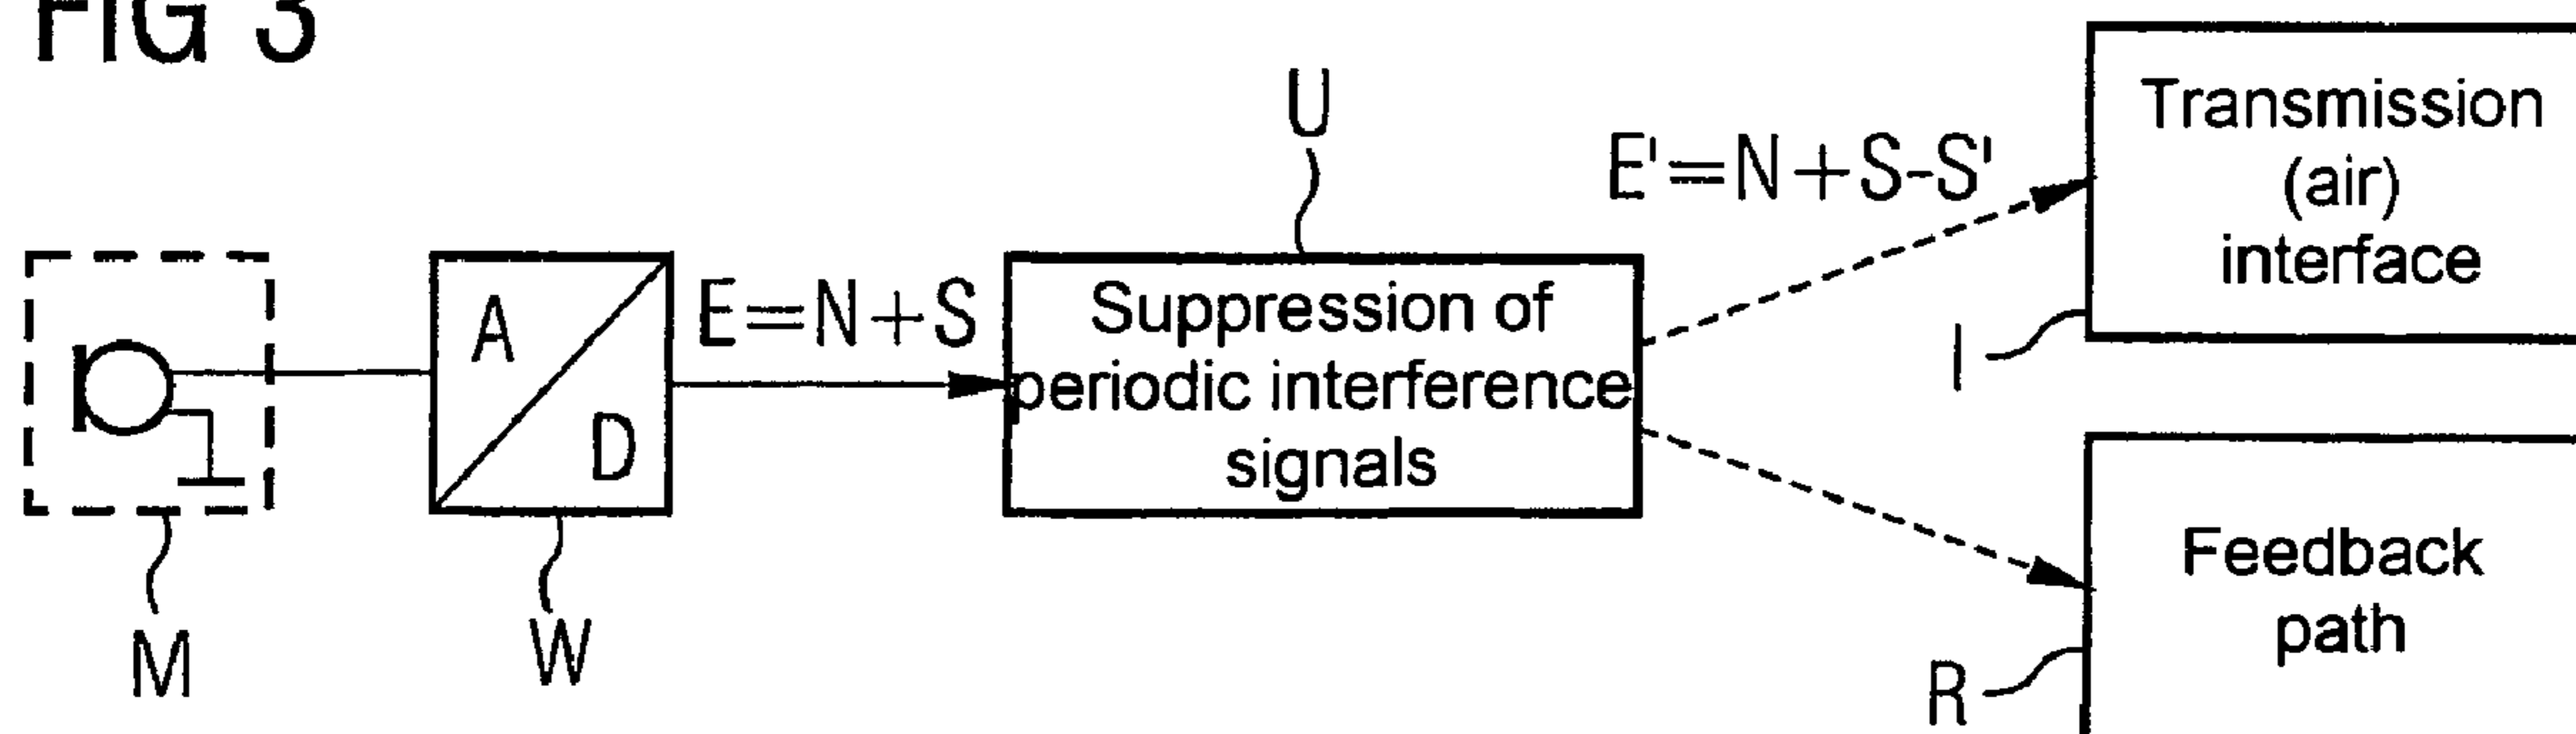 FIG 3
U
E'=N+S-S'
Transmission
(air)
interface
A
D
E=N+S
Suppression of
periodic interference
signals
I
Feedback
path
M
W
R